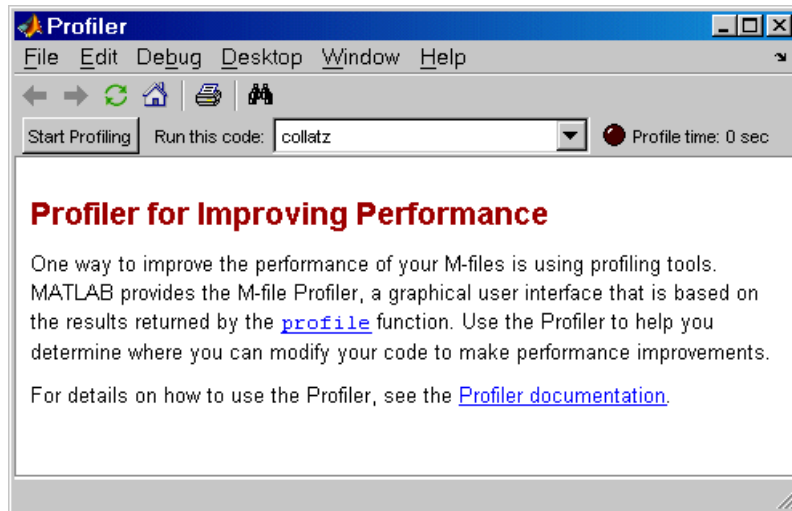 Profiler
File Edit Debug Desktop Window Help
Start Profiling Run this code: collatz Profile time: 0 sec
Profiler for Improving Performance
One way to improve the performance of your M-files is using profiling tools.
MATLAB provides the M-file Profiler, a graphical user interface that is based on
the results returned by the profile function. Use the Profiler to help you
determine where you can modify your code to make performance improvements.
For details on how to use the Profiler, see the Profiler documentation.